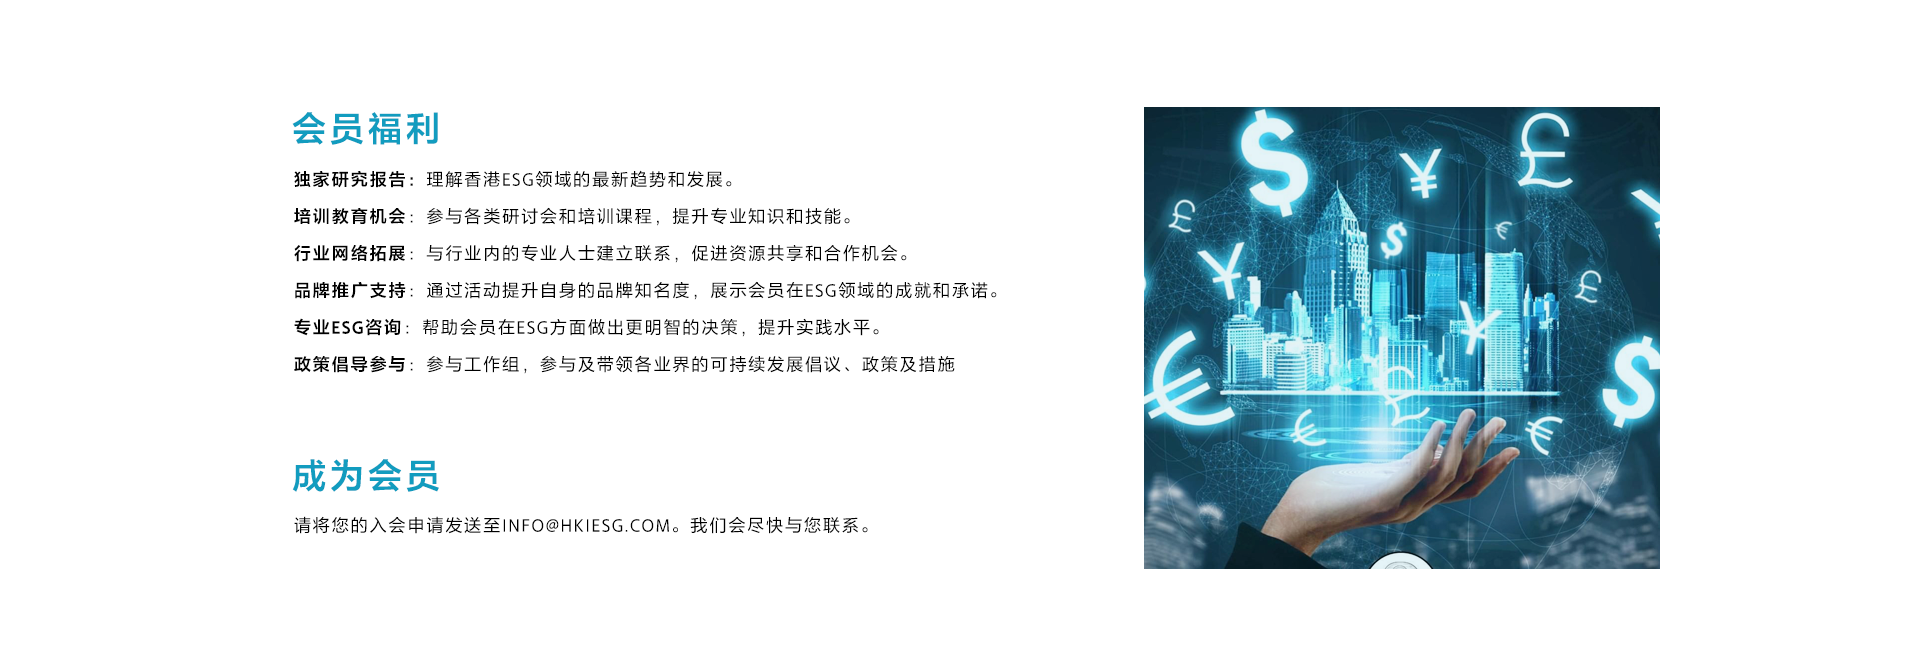 会员福利
独家研究报告：理解香港ESG领域的最新趋势和发展。
培训教育机会：参与各类研讨会和培训课程，提升专业知识和技能。
行业网络拓展：与行业内的专业人士建立联系，促进资源共享和合作机会。
品牌推广支持：通过活动提升自身的品牌知名度，展示会员在ESG领域的成就和承诺。
专业ESG咨询：帮助会员在ESG方面做出更明智的决策，提升实践水平。
政策倡导参与：参与工作组，参与及带领各业界的可持续发展倡议、政策及措施
成为会员
请将您的入会申请发送至INFO@HKIESG.COM。我们会尽快与您联系。